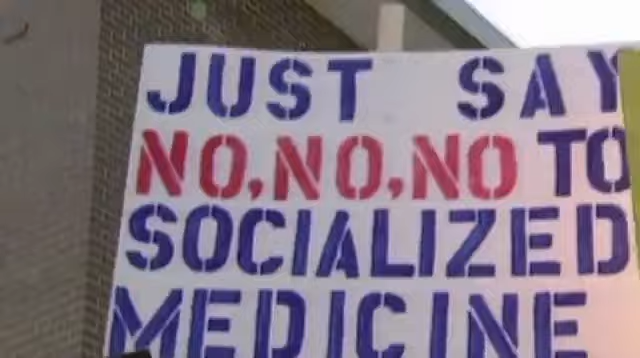 JUST SAY
NO, NO, NO TO
SOCIALIZED
MEDICINE